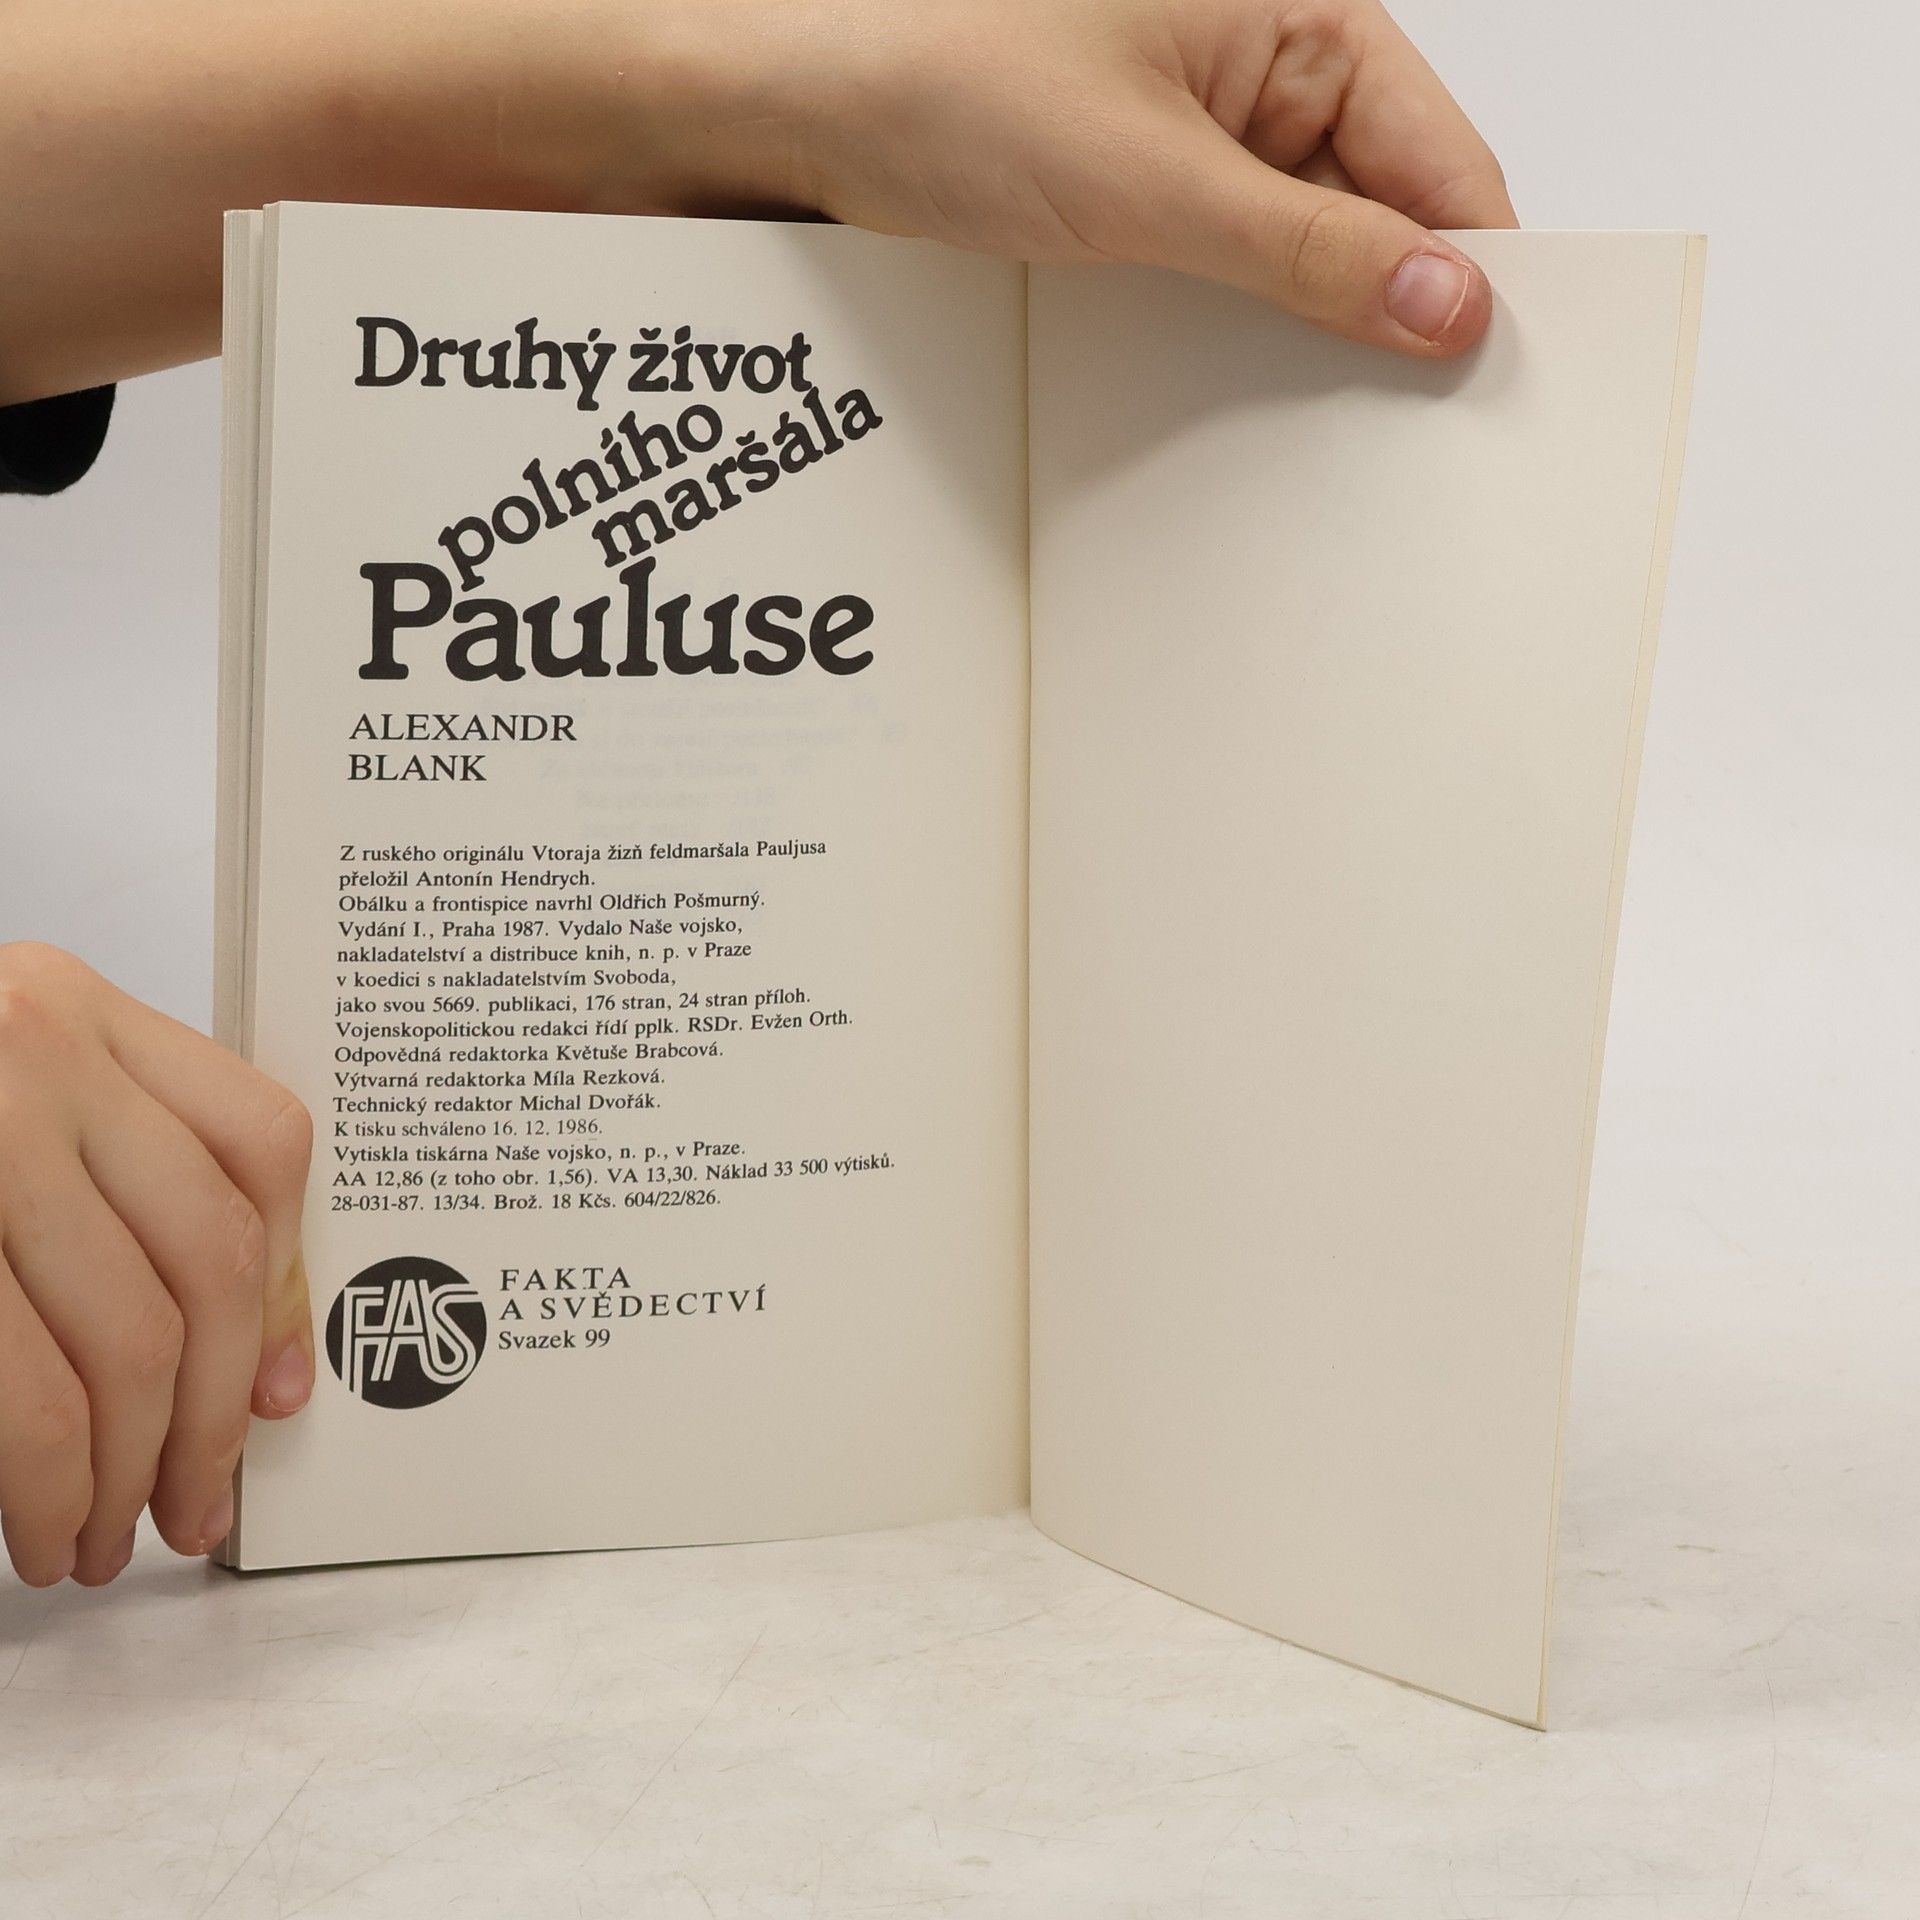 Druhý život
polního
maršála
Pauluse
ALEXANDR
BLANK
Z ruského originálu Vtoraja žizň feldmaršala Pauljusa
přeložil Antonín Hendrych.
Obálku a frontispice navrhl Oldřich Pošmurný.
Vydání I., Praha 1987. Vydalo Naše vojsko,
nakladatelství a distribuce knih, n. p. v Praze
v koedici s nakladatelstvím Svoboda,
jako svou 5669. publikaci, 176 stran, 24 stran příloh.
Vojenskopolitickou redakci řídí pplk. RSDr. Evžen Orth.
Odpovědná redaktorka Květuše Brabcová.
Výtvarná redaktorka Míla Rezková.
Technický redaktor Michal Dvořák.
K tisku schváleno 16. 12. 1986.
Vytiskla tiskárna Naše vojsko, n. p., v Praze.
AA 12,86 (z toho obr. 1,56). VA 13,30. Náklad 33 500 výtisků.
28-031-87. 13/34. Brož. 18 Kčs. 604/22/826.
FAS
FAKTA
A SVĚDECTVÍ
Svazek 99